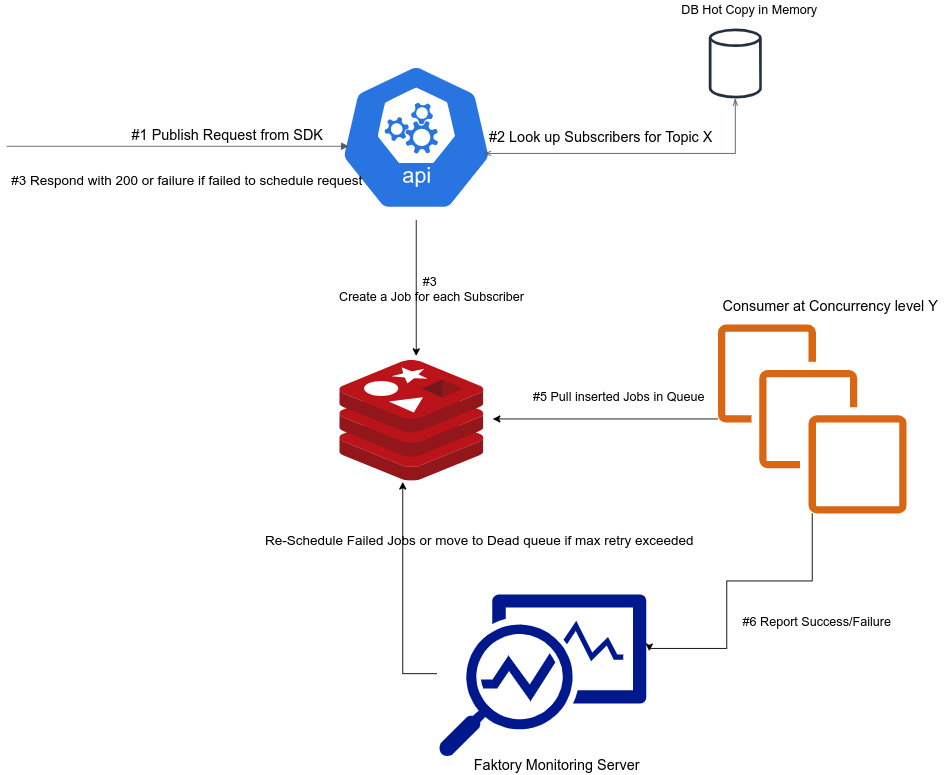 DB Hot Copy in Memory
#1 Publish Request from SDK
#2 Look up Subscribers for Topic X
#3 Respond with 200 or failure if failed to schedule request
api
#3
Create a Job for each Subscriber
Consumer at Concurrency level Y
#5 Pull inserted Jobs in Queue
Re-Schedule Failed Jobs or move to Dead queue if max retry exceeded
#6 Report Success/Failure
Faktory Monitoring Server